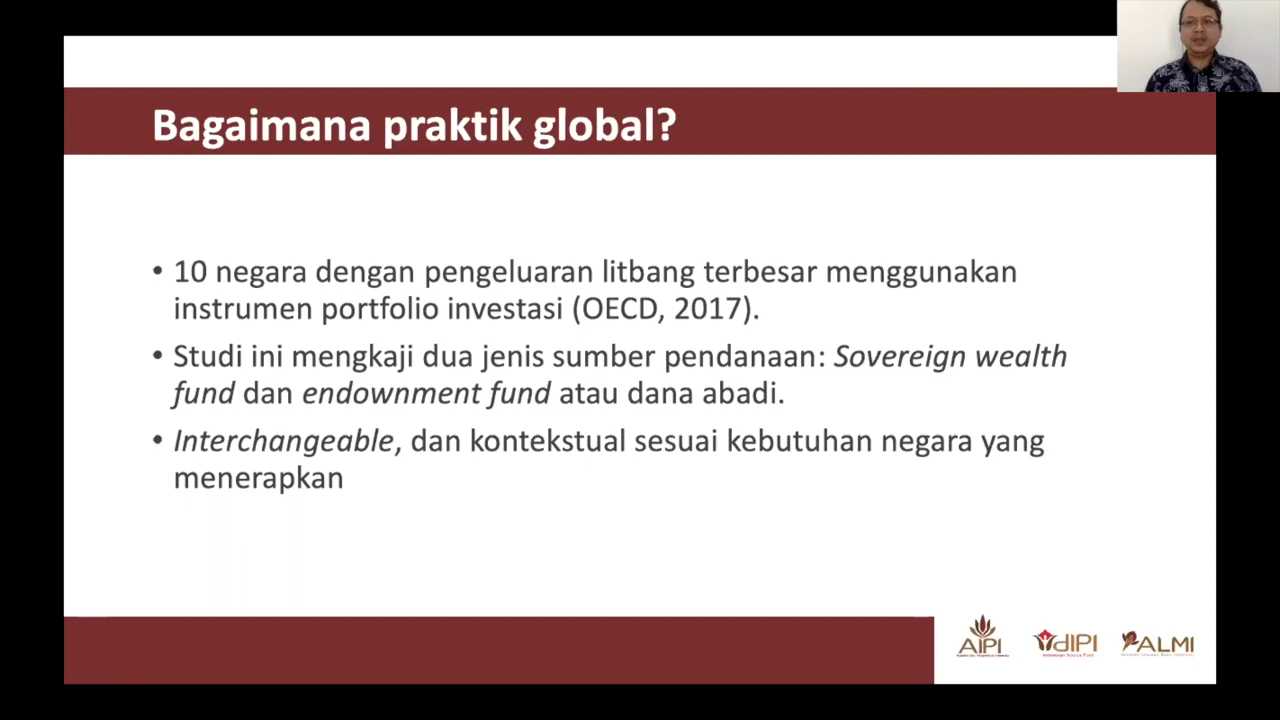 Bagaimana praktik global?
• 10 negara dengan pengeluaran litbang terbesar menggunakan
instrumen portfolio investasi (OECD, 2017).
• Studi ini mengkaji dua jenis sumber pendanaan: Sovereign wealth
fund dan endownment fund atau dana abadi.
• Interchangeable, dan kontekstual sesuai kebutuhan negara yang
menerapkan
AIPI
dIPI
ALMI